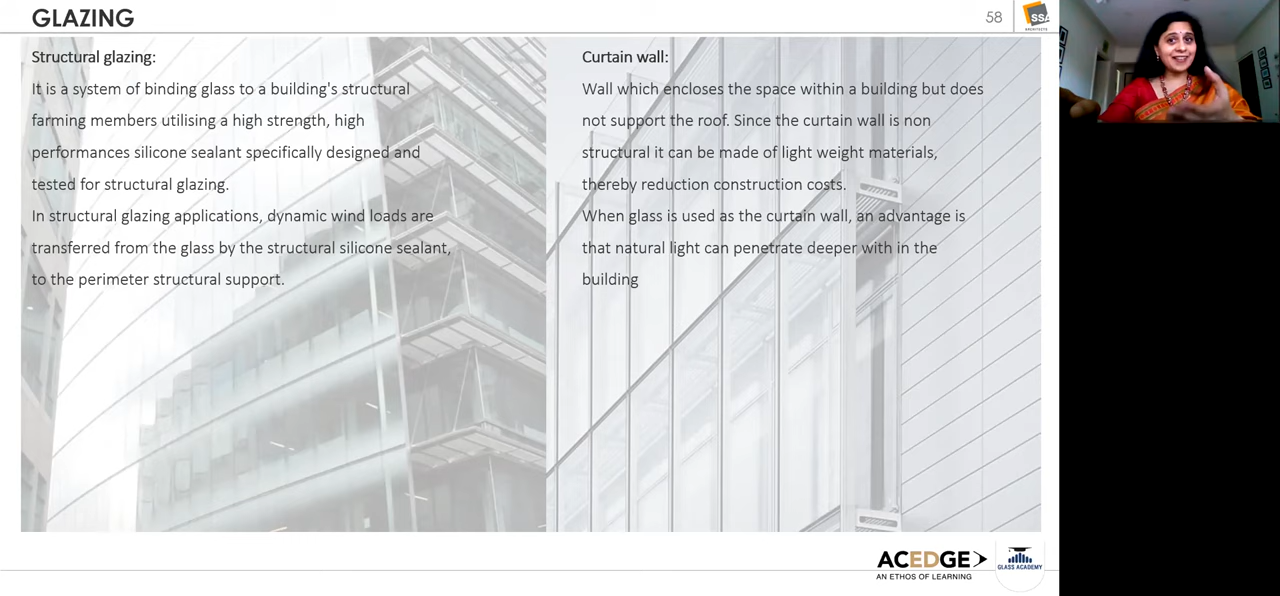 GLAZING
58
SSA
ARCHITECTS
Structural glazing:
It is a system of binding glass to a building's structural
farming members utilising a high strength, high
performances silicone sealant specifically designed and
tested for structural glazing.
In structural glazing applications, dynamic wind loads are
transferred from the glass by the structural silicone sealant,
to the perimeter structural support.
Curtain wall:
Wall which encloses the space within a building but does
not support the roof. Since the curtain wall is non
structural it can be made of light weight materials,
thereby reduction construction costs.
When glass is used as the curtain wall, an advantage is
that natural light can penetrate deeper with in the
building
ACEDGE
AN ETHOS OF LEARNING
GLASS ACADEMY